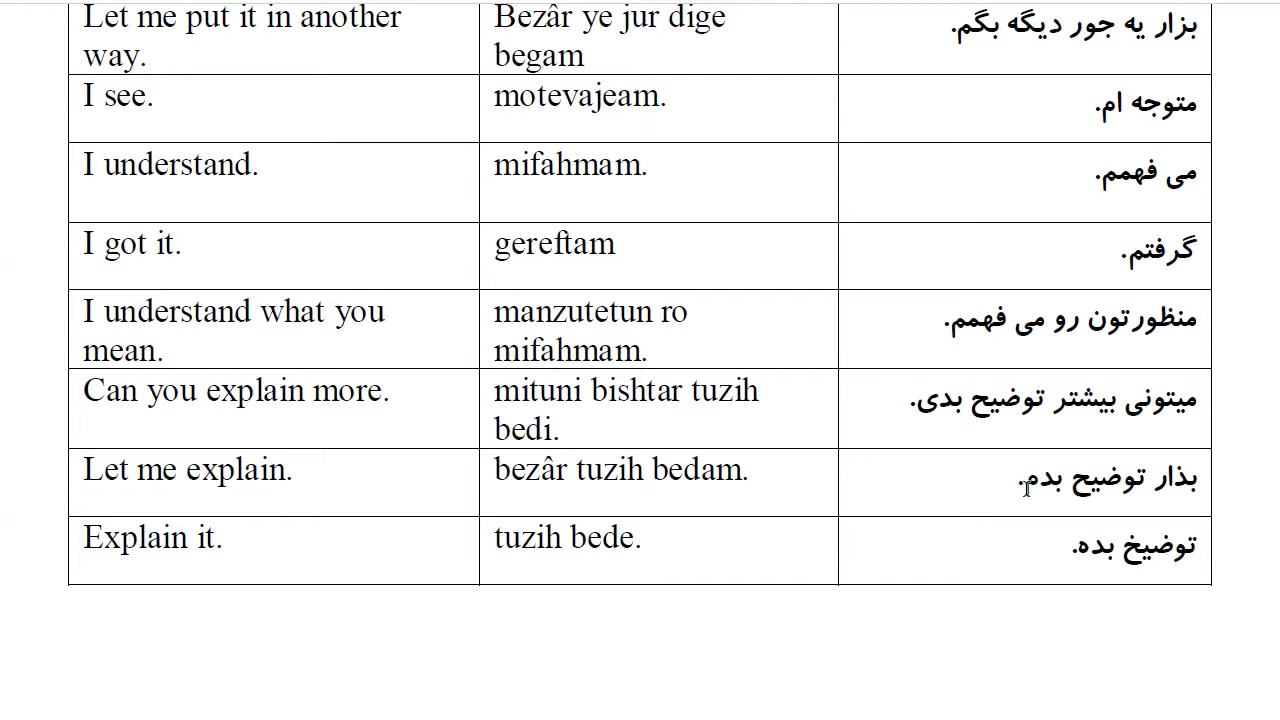 Let me put it in another
way.
Bezâr ye jur dige
begam
بزار یه جور دیگه بگم.
I see.
motevajeam.
متوجه ام.
I understand.
mifahmam.
می فهمم.
I got it.
gereftam
گرفتم.
I understand what you
mean.
manzutetun ro
mifahmam.
منظورتون رو می فهمم.
Can you explain more.
mituni bishtar tuzih
bedi.
میتونی بیشتر توضیح بدی.
Let me explain.
bezâr tuzih bedam.
بذار توضیح بدم.
Explain it.
tuzih bede.
توضیخ بده.